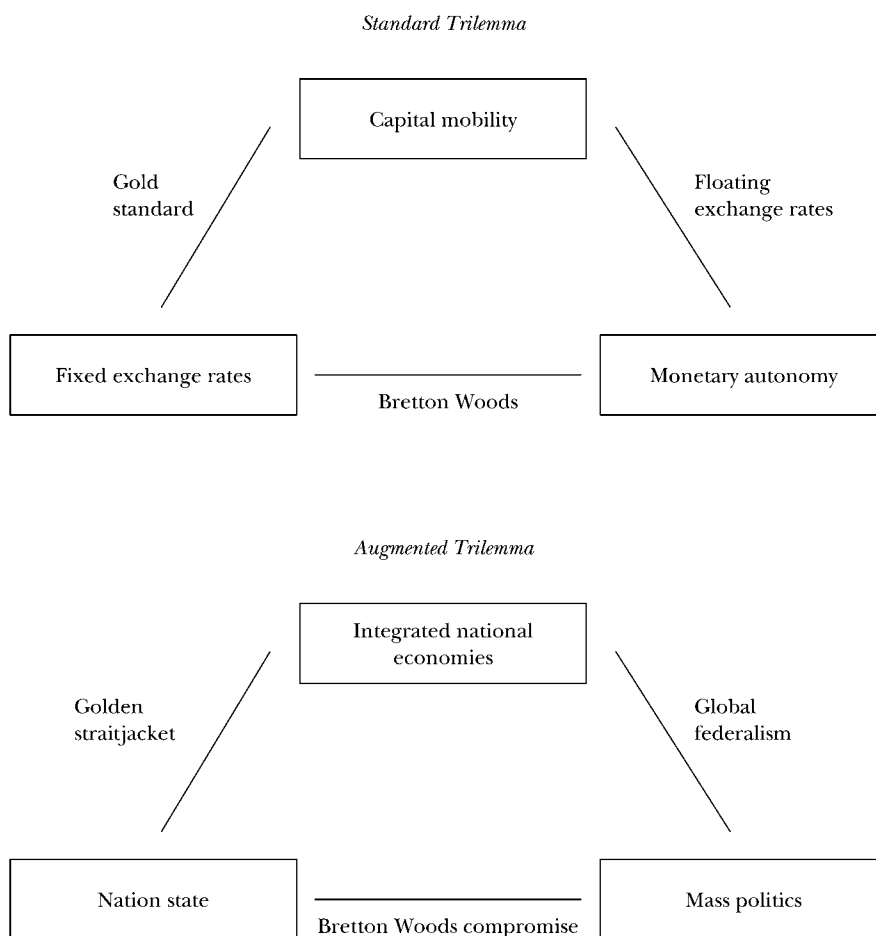 Standard Trilemma
Capital mobility
Gold
standard
Floating
exchange rates
Fixed exchange rates
Monetary autonomy
Bretton Woods
Augmented Trilemma
Integrated national
economies
Golden
straitjacket
Global
federalism
Nation state
Mass politics
Bretton Woods compromise